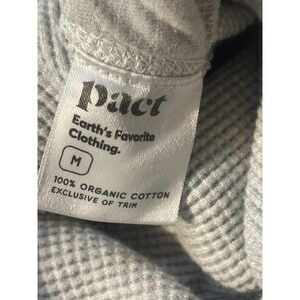 pact
Earth's Favorite
Clothing.
M
100% ORGANIC COTTON
EXCLUSIVE OF TRIM